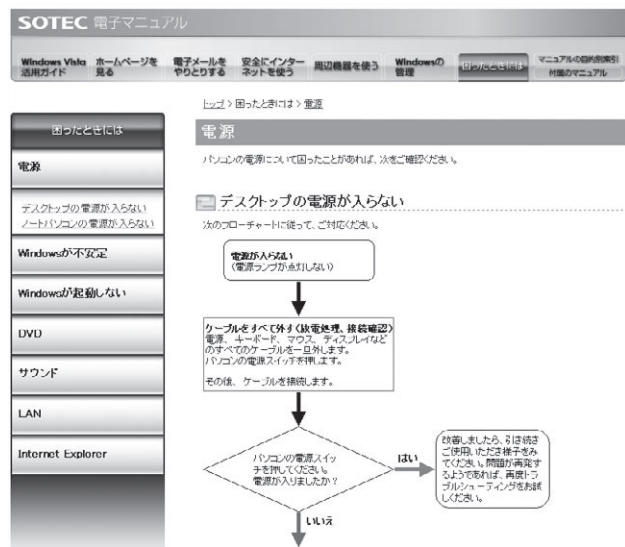 SOTEC 電子マニュアル
Windows Vista
活用ガイド
ホームページを
見る
電子メールを
やりとりする
安全にインター
ネットを使う
周辺機器を使う
Windowsの
管理
困ったときには
マニュアルの目的別索引
付属のマニュアル
トップ > 困ったときには > 電源
困ったときには
電源
デスクトップの電源が入らない
ノートパソコンの電源が入らない
Windowsが不安定
Windowsが起動しない
DVD
サウンド
LAN
Internet Explorer
電源
パソコンの電源について困ったことがあれば、次をご確認ください。
デスクトップの電源が入らない
次のフローチャートに従って、ご対応ください。
電源が入らない
(電源ランプが点灯しない)
ケーブルをすべて外す(放電処理、接続確認)
電源、キーボード、マウス、ディスプレイなど
のすべてのケーブルを一旦外します。
パソコンの電源スイッチを押します。
その後、ケーブルを接続します。
パソコンの電源スイッ
チを押してください。
電源が入りましたか?
はい
改善しましたら、引き続き
ご使用いただき様子をみ
てください。問題が再発す
るようであれば、再度トラ
ブルシューティングをお試
しください。
いいえ